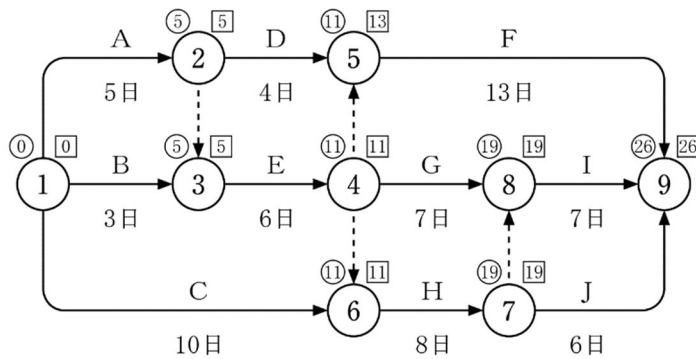 ⑤ 5 ⑪ 13
A 2 D 5 F
5日 4日 13日
⓪ 0 ⑤ 5 ⑪ 11 ⑲ 19 ㉖ 26
1 B 3 E 4 G 8 I 9
3日 6日 7日 7日
⑪ 11 ⑲ 19
C 6 H 7 J
10日 8日 6日